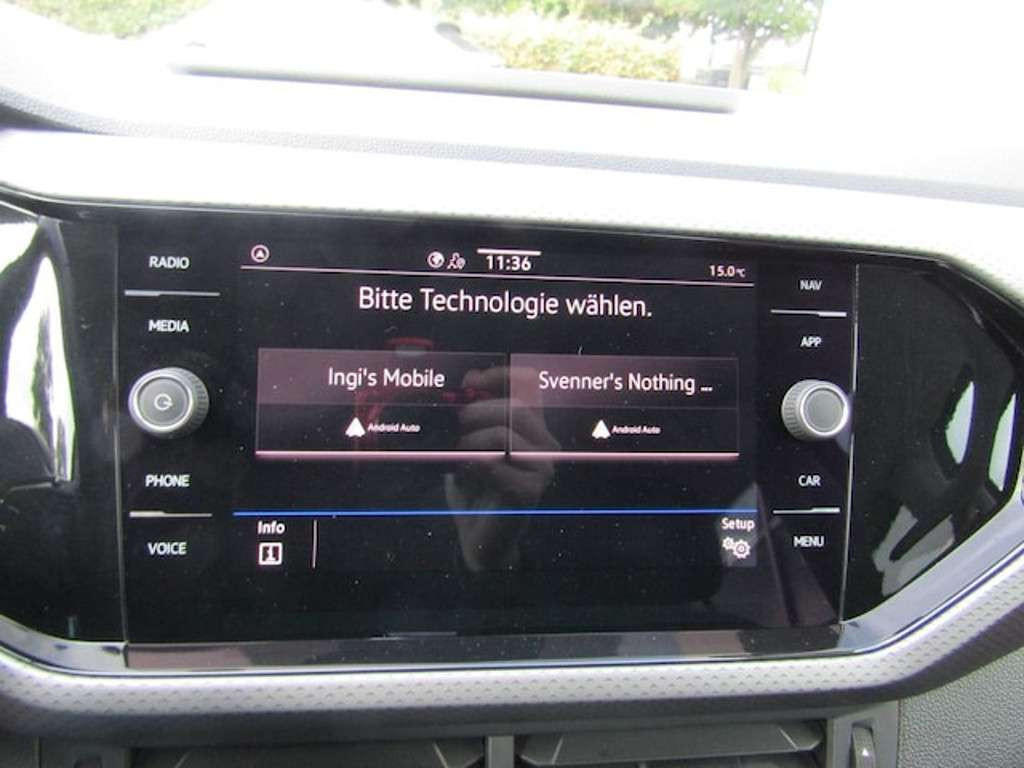 11:36
15.0°C
Bitte Technologie wählen.
Ingi's Mobile
Android Auto
Svenner's Nothing ...
Android Auto
Info
Setup
RADIO
MEDIA
PHONE
VOICE
NAV
APP
CAR
MENU